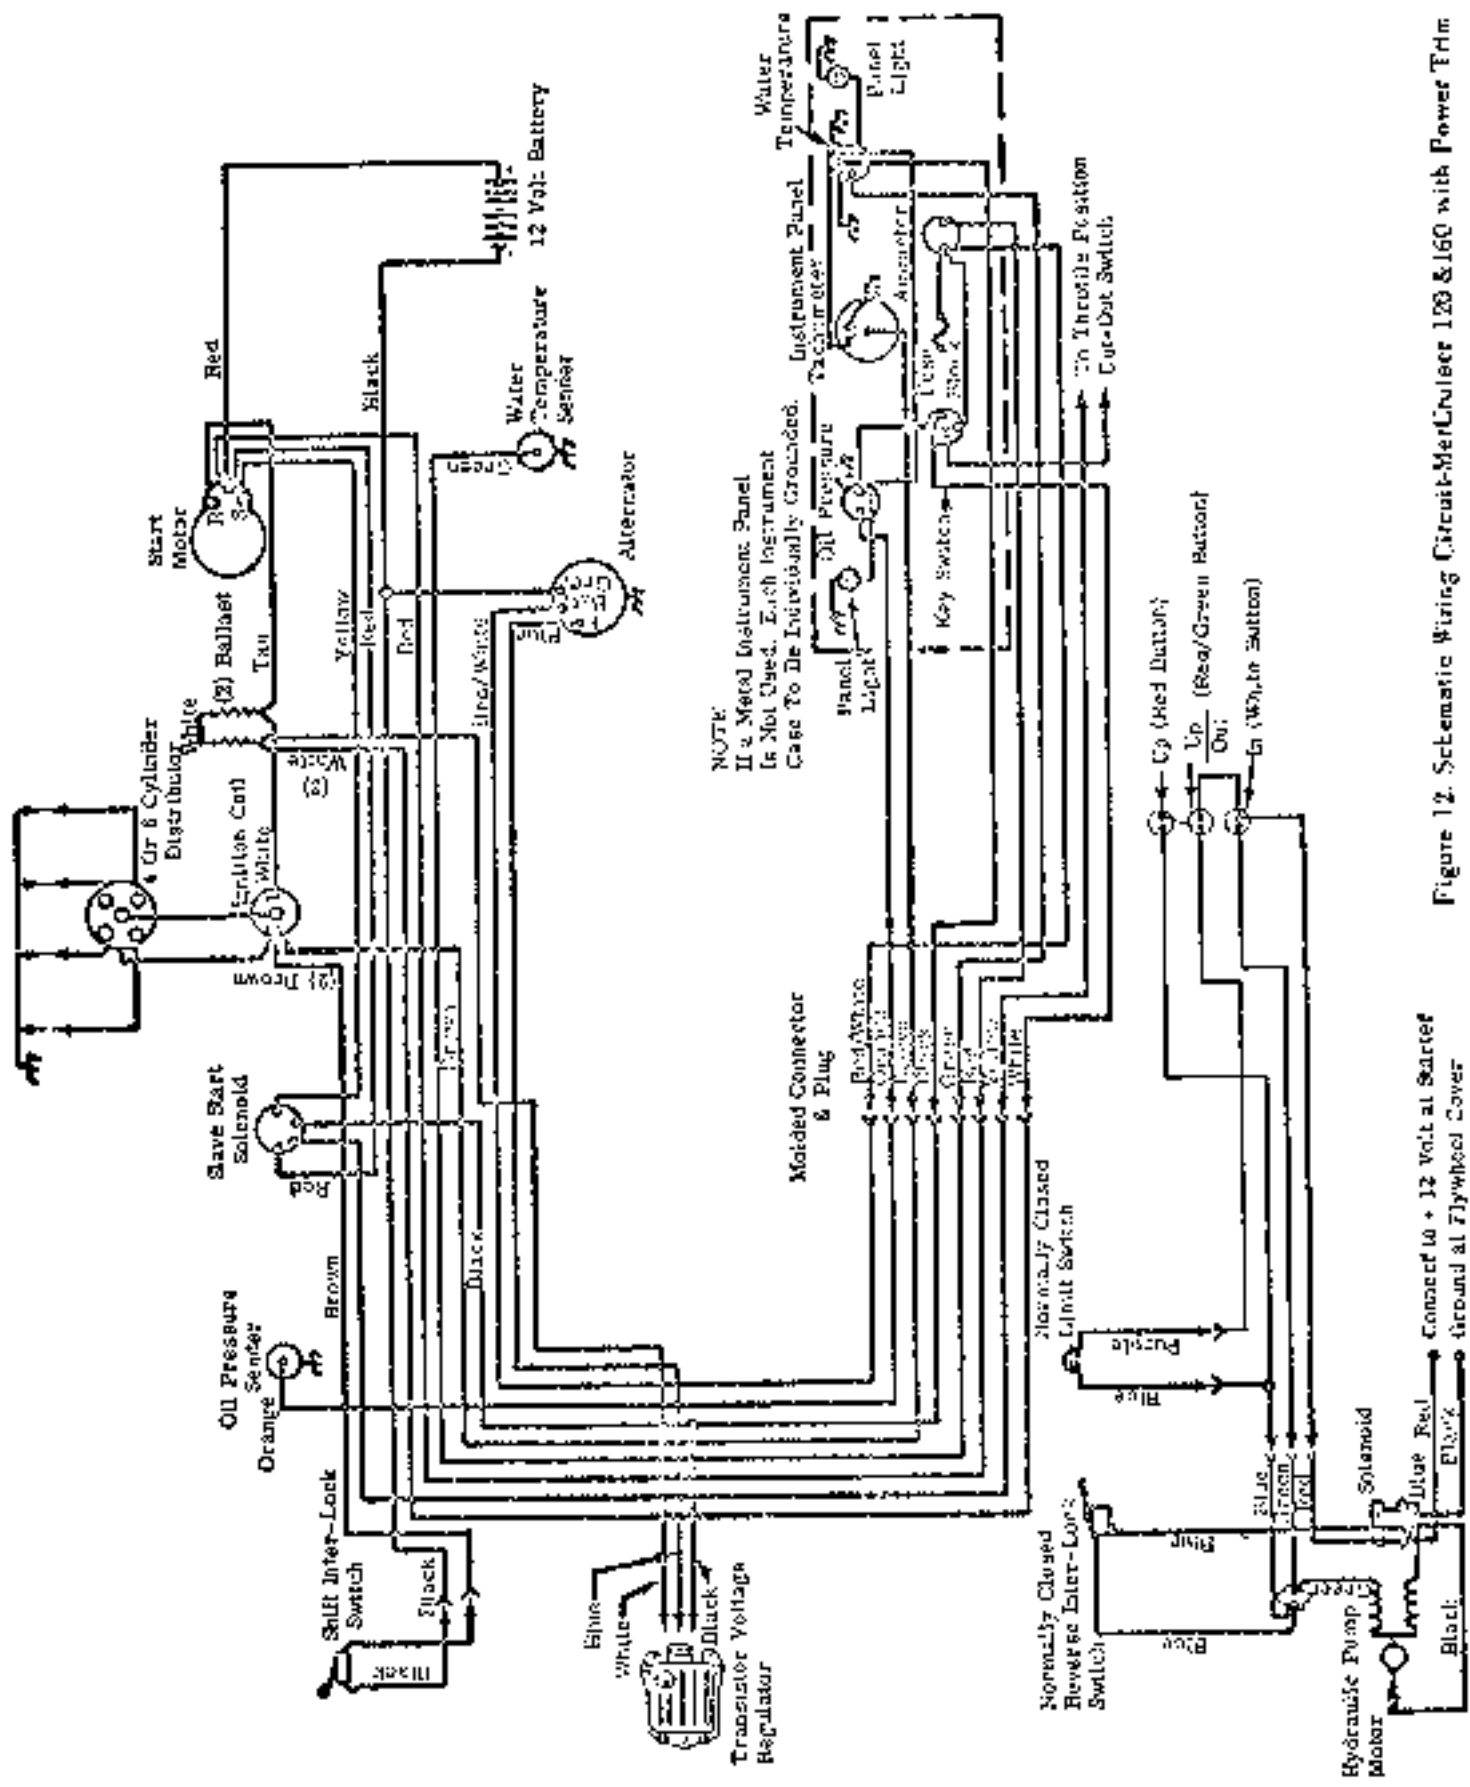 Red
Black
12 Volt Battery
Start
Motor
R
S
Water
Temperature
Sender
Green
Alternator
(2) Ballast
Tan
White
Yellow
Red
Red
Red/White
Blue
4 Or 6 Cylinder
Distributor
Ignition Coil
White
White
(2)
(2) Brown
Green
Slave Start
Solenoid
Red
Brown
Black
Oil Pressure
Sender
Orange
Shift Inter-Lock
Switch
Black
Black
Blue
White
Black
Transistor Voltage
Regulator
Water
Temperature
Panel
Light
Instrument Panel
Tachometer
Ammeter
Oil Pressure
Key Switch
Panel
Light
To Throttle Position
Cut-Out Switch
NOTE
If a Metal Instrument Panel
Is Not Used, Each Instrument
Case To Be Individually Grounded.
Molded Connector
& Plug
Red/White
White
Up (Red Button)
Up
Out
(Red/Green Button)
In (White Button)
Normally Closed
Limit Switch
Purple
Blue
Normally Closed
Reverse Inter-Lock
Switch
Blue
Green
Red
Blue
Blue
Solenoid
Blue
Red
Black
Connect to + 12 Volt at Starter
Ground at Flywheel Cover
Green
Hydraulic Pump
Motor
Black
Figure 12. Schematic Wiring Circuit-MerCruiser 120 & 160 with Power Trim